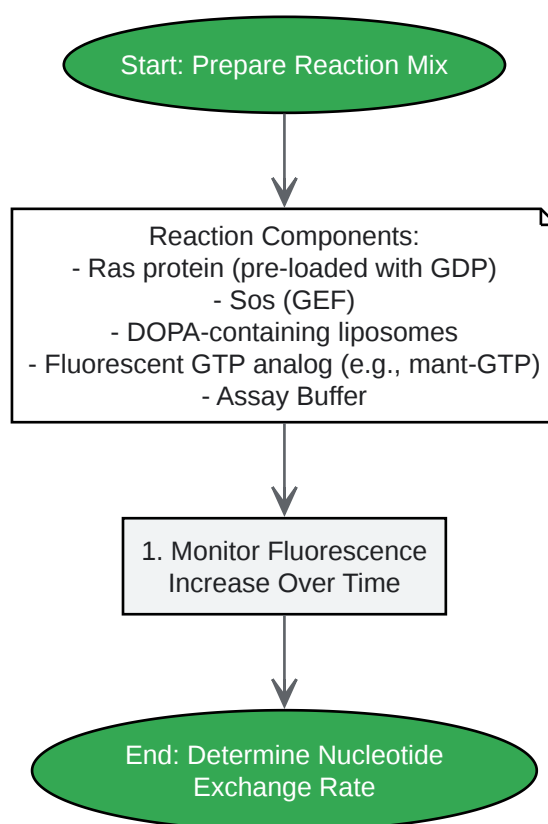 Start: Prepare Reaction Mix
Reaction Components:
- Ras protein (pre-loaded with GDP)
- Sos (GEF)
- DOPA-containing liposomes
- Fluorescent GTP analog (e.g., mant-GTP)
- Assay Buffer
1. Monitor Fluorescence
Increase Over Time
End: Determine Nucleotide
Exchange Rate